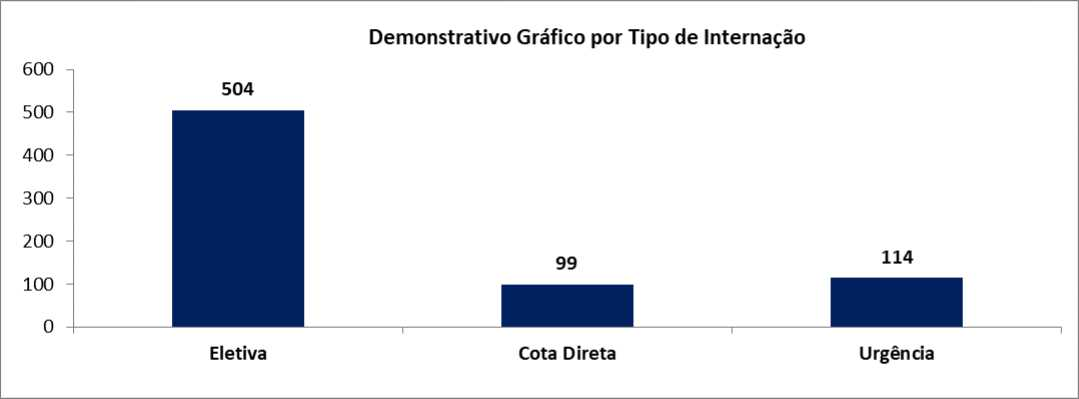 Demonstrativo Gráfico por Tipo de Internação
600
500
400
300
200
100
0
504
99
114
Eletiva
Cota Direta
Urgência